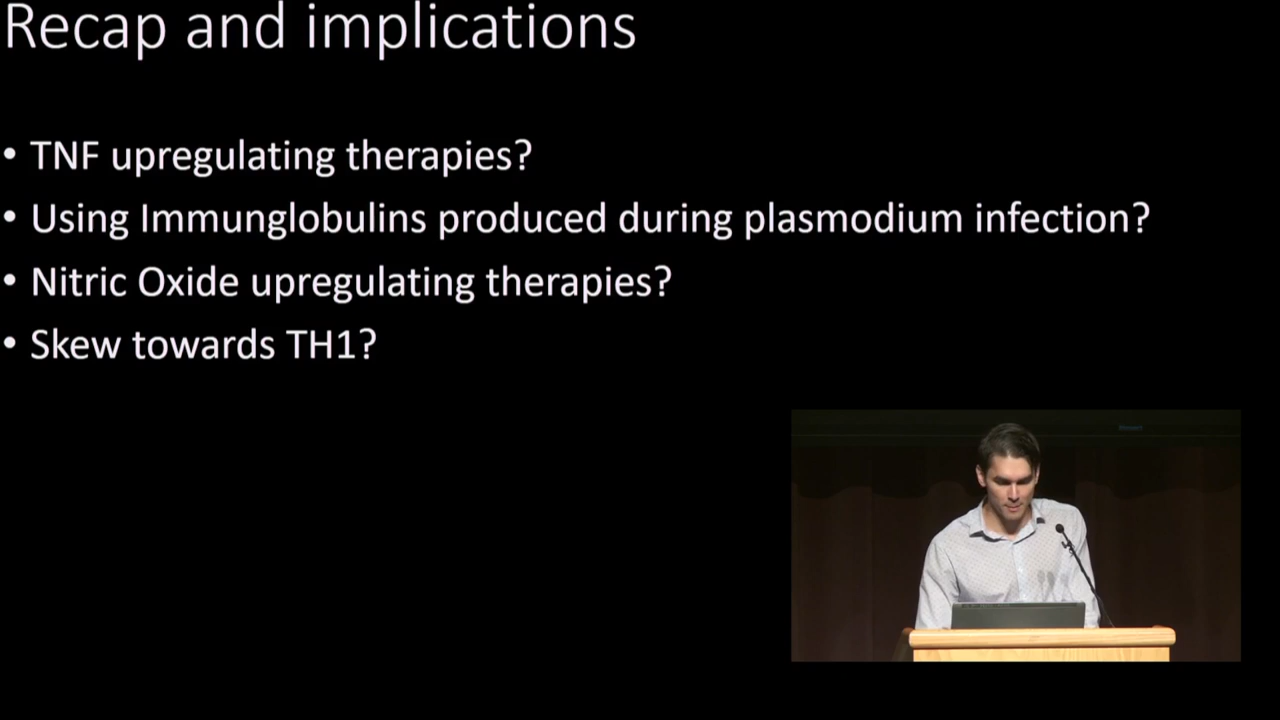 Recap and implications
• TNF upregulating therapies?
• Using Immunglobulins produced during plasmodium infection?
• Nitric Oxide upregulating therapies?
• Skew towards TH1?